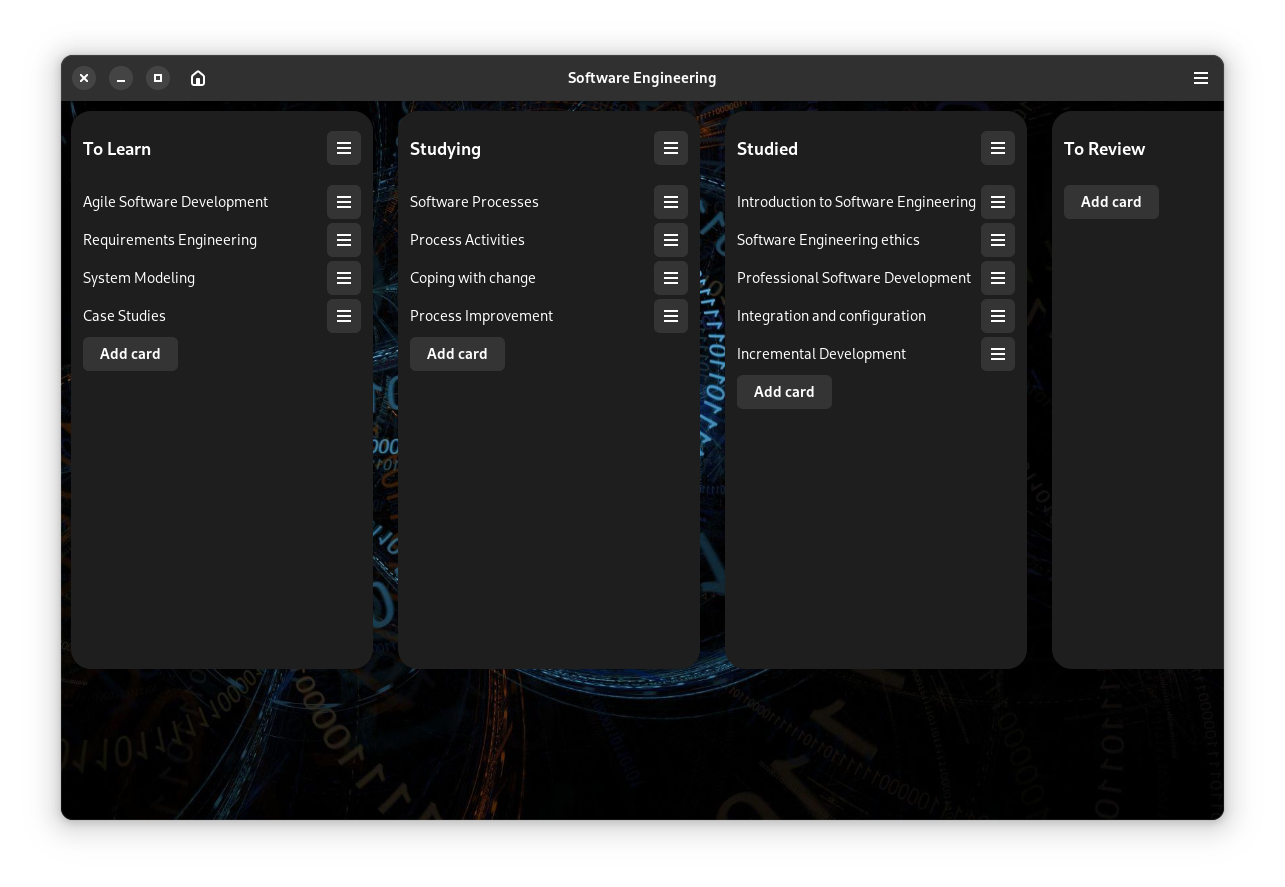 Software Engineering
To Learn
Agile Software Development
Requirements Engineering
System Modeling
Case Studies
Add card
Studying
Software Processes
Process Activities
Coping with change
Process Improvement
Add card
Studied
Introduction to Software Engineering
Software Engineering ethics
Professional Software Development
Integration and configuration
Incremental Development
Add card
To Review
Add card